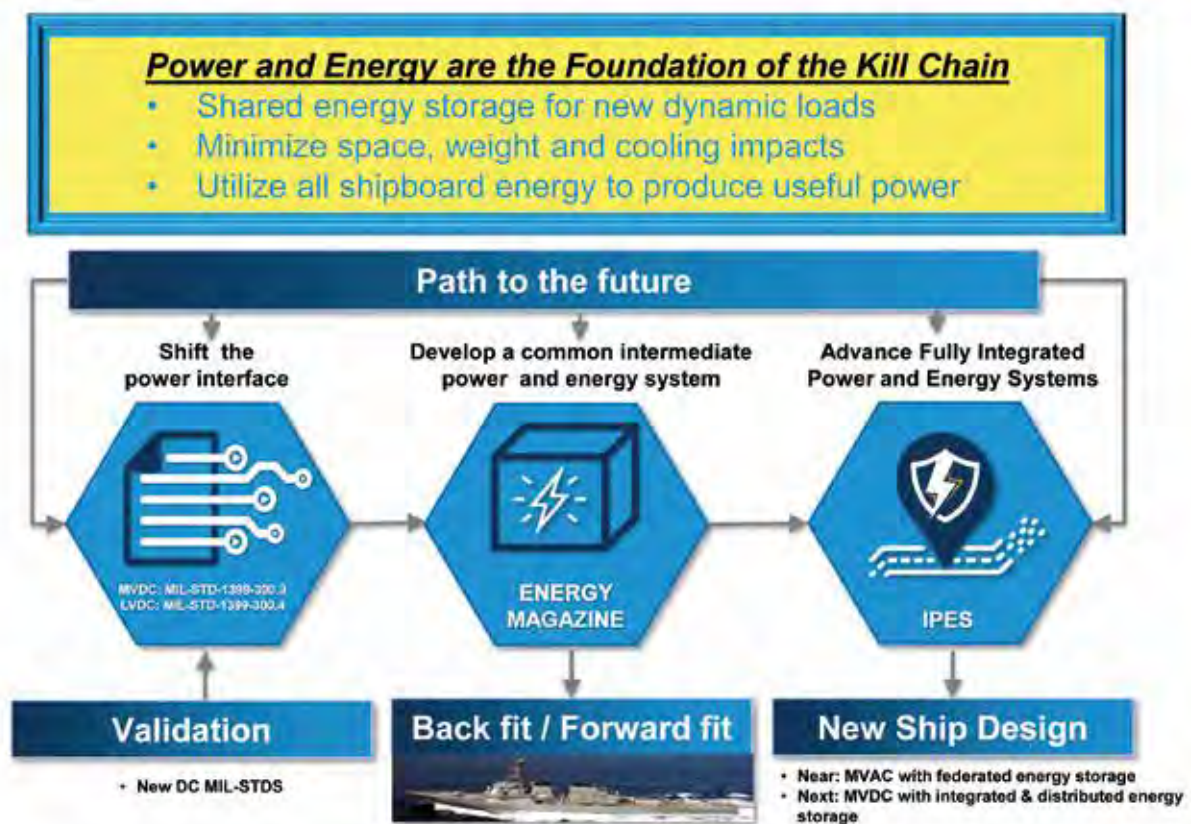 Power and Energy are the Foundation of the Kill Chain
• Shared energy storage for new dynamic loads
• Minimize space, weight and cooling impacts
• Utilize all shipboard energy to produce useful power
Path to the future
Shift the
power interface
Develop a common intermediate
power and energy system
Advance Fully Integrated
Power and Energy Systems
MVDC: MIL-STD-1399-300.3
LVDC: MIL-STD-1399-300.4
ENERGY
MAGAZINE
IPES
Validation
• New DC MIL-STDS
Back fit / Forward fit
New Ship Design
• Near: MVAC with federated energy storage
• Next: MVDC with integrated & distributed energy
storage